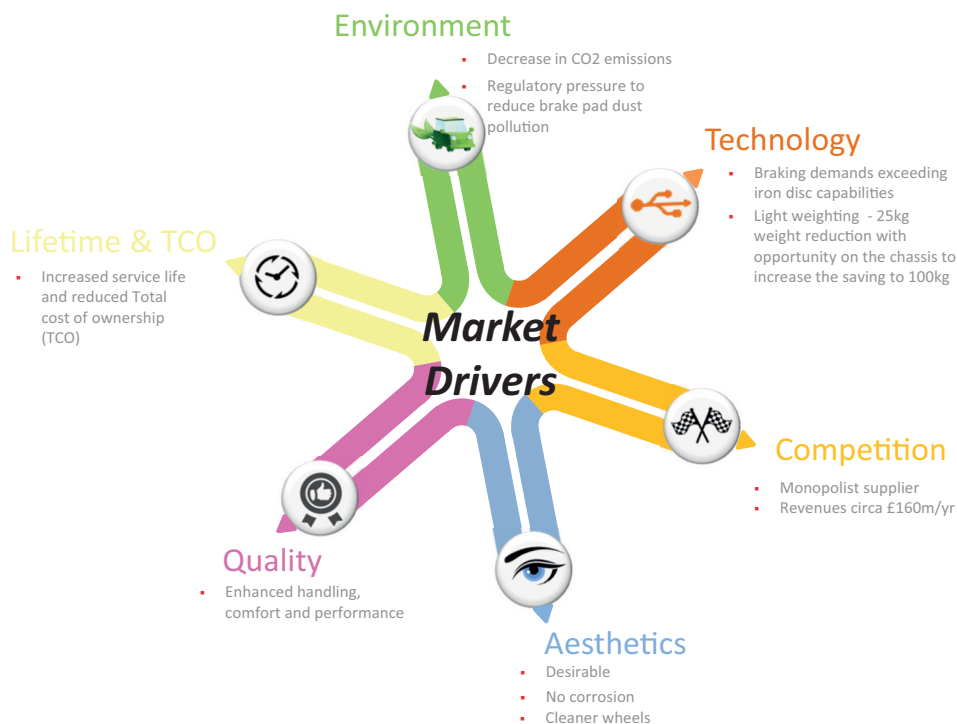 Environment
▪ Decrease in CO2 emissions
▪ Regulatory pressure to
reduce brake pad dust
pollution
Technology
▪ Braking demands exceeding
iron disc capabilities
▪ Light weighting - 25kg
weight reduction with
opportunity on the chassis to
increase the saving to 100kg
Lifetime & TCO
▪ Increased service life
and reduced Total
cost of ownership
(TCO)
Market
Drivers
Competition
▪ Monopolist supplier
▪ Revenues circa £160m/yr
Quality
▪ Enhanced handling,
comfort and performance
Aesthetics
▪ Desirable
▪ No corrosion
▪ Cleaner wheels